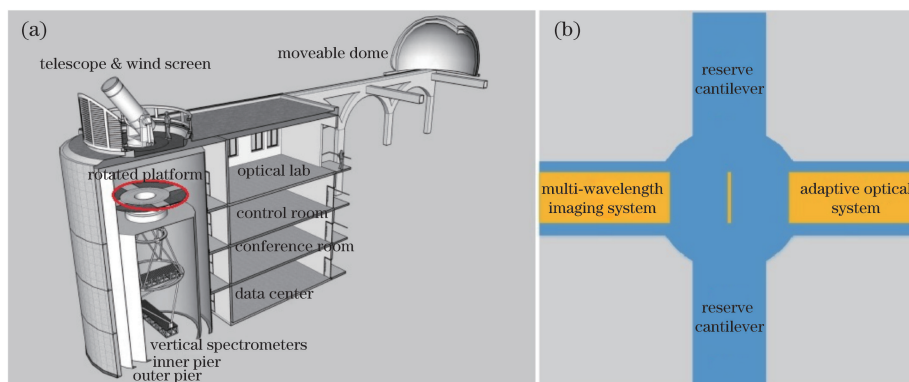 (a)
telescope & wind screen
moveable dome
rotated platform
optical lab
control room
conference room
data center
vertical spectrometers
inner pier
outer pier
(b)
reserve
cantilever
multi-wavelength
imaging system
adaptive optical
system
reserve
cantilever